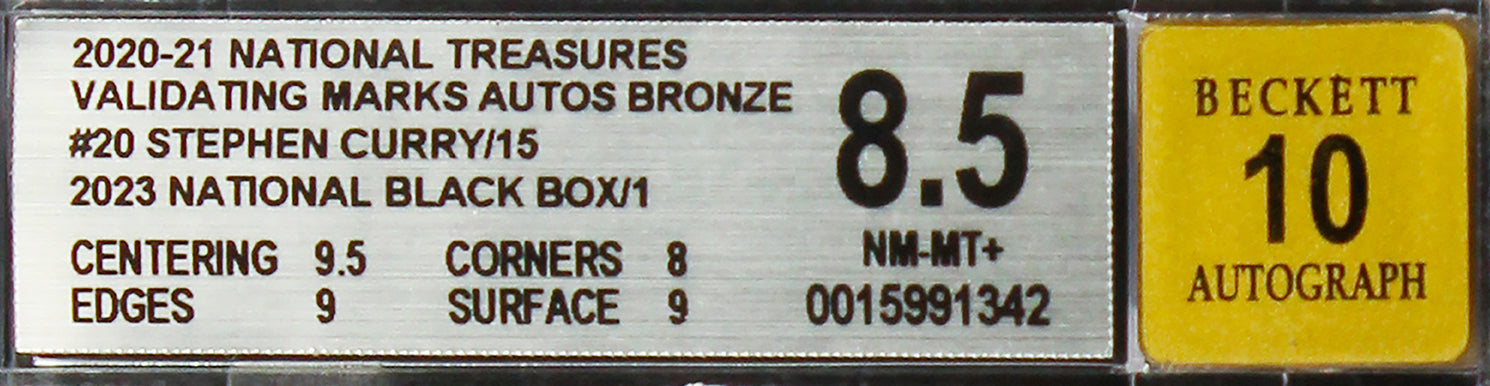 2020-21 NATIONAL TREASURES
VALIDATING MARKS AUTOS BRONZE
#20 STEPHEN CURRY/15
2023 NATIONAL BLACK BOX/1
CENTERING 9.5 CORNERS 8
EDGES 9 SURFACE 9
8.5
NM-MT+
0015991342
BECKETT
10
AUTOGRAPH